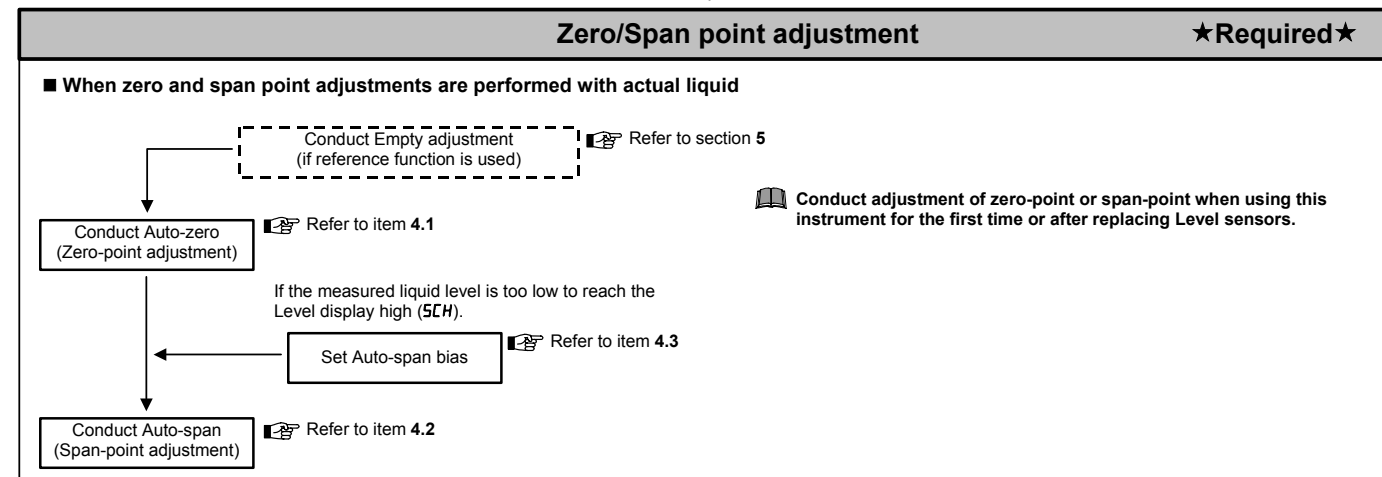 Zero/Span point adjustment ★Required★
■ When zero and span point adjustments are performed with actual liquid
Conduct Empty adjustment
(if reference function is used)
Refer to section 5
Conduct adjustment of zero-point or span-point when using this
instrument for the first time or after replacing Level sensors.
Conduct Auto-zero
(Zero-point adjustment)
Refer to item 4.1
If the measured liquid level is too low to reach the
Level display high (SCH).
Set Auto-span bias
Refer to item 4.3
Conduct Auto-span
(Span-point adjustment)
Refer to item 4.2